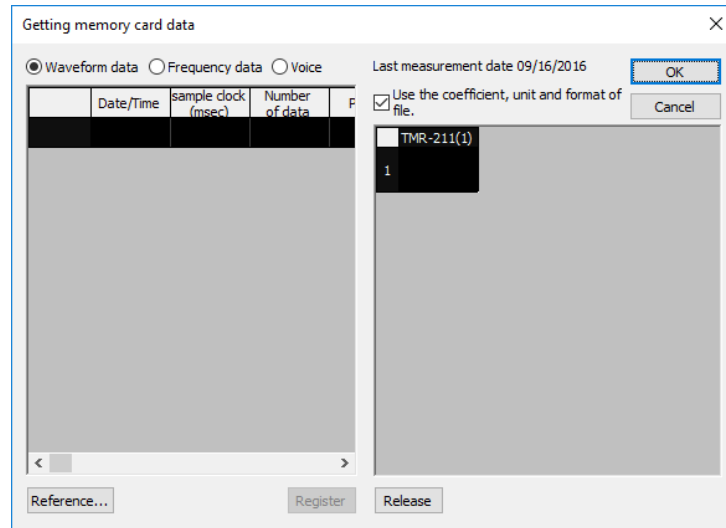 Getting memory card data
Waveform data Frequency data Voice
Date/Time
sample clock
(msec)
Number
of data
P
Reference...
Register
Last measurement date 09/16/2016
OK
Use the coefficient, unit and format of
file.
Cancel
TMR-211(1)
1
Release